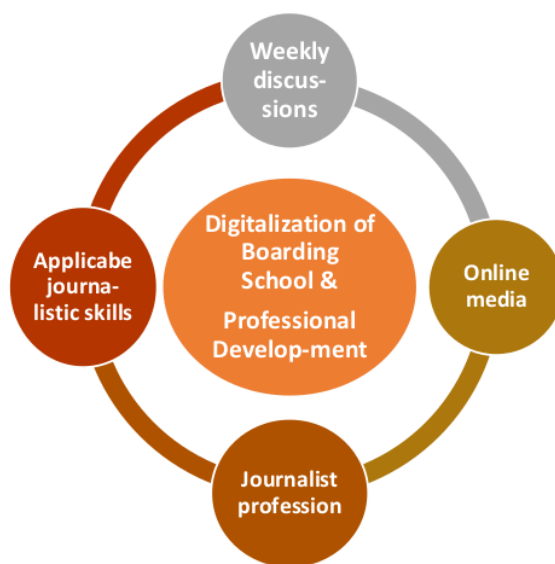 Weekly
discus-
sions
Digitalization of
Boarding
School &
Professional
Develop-ment
Applicabe
journa-
listic skills
Online
media
Journalist
profession